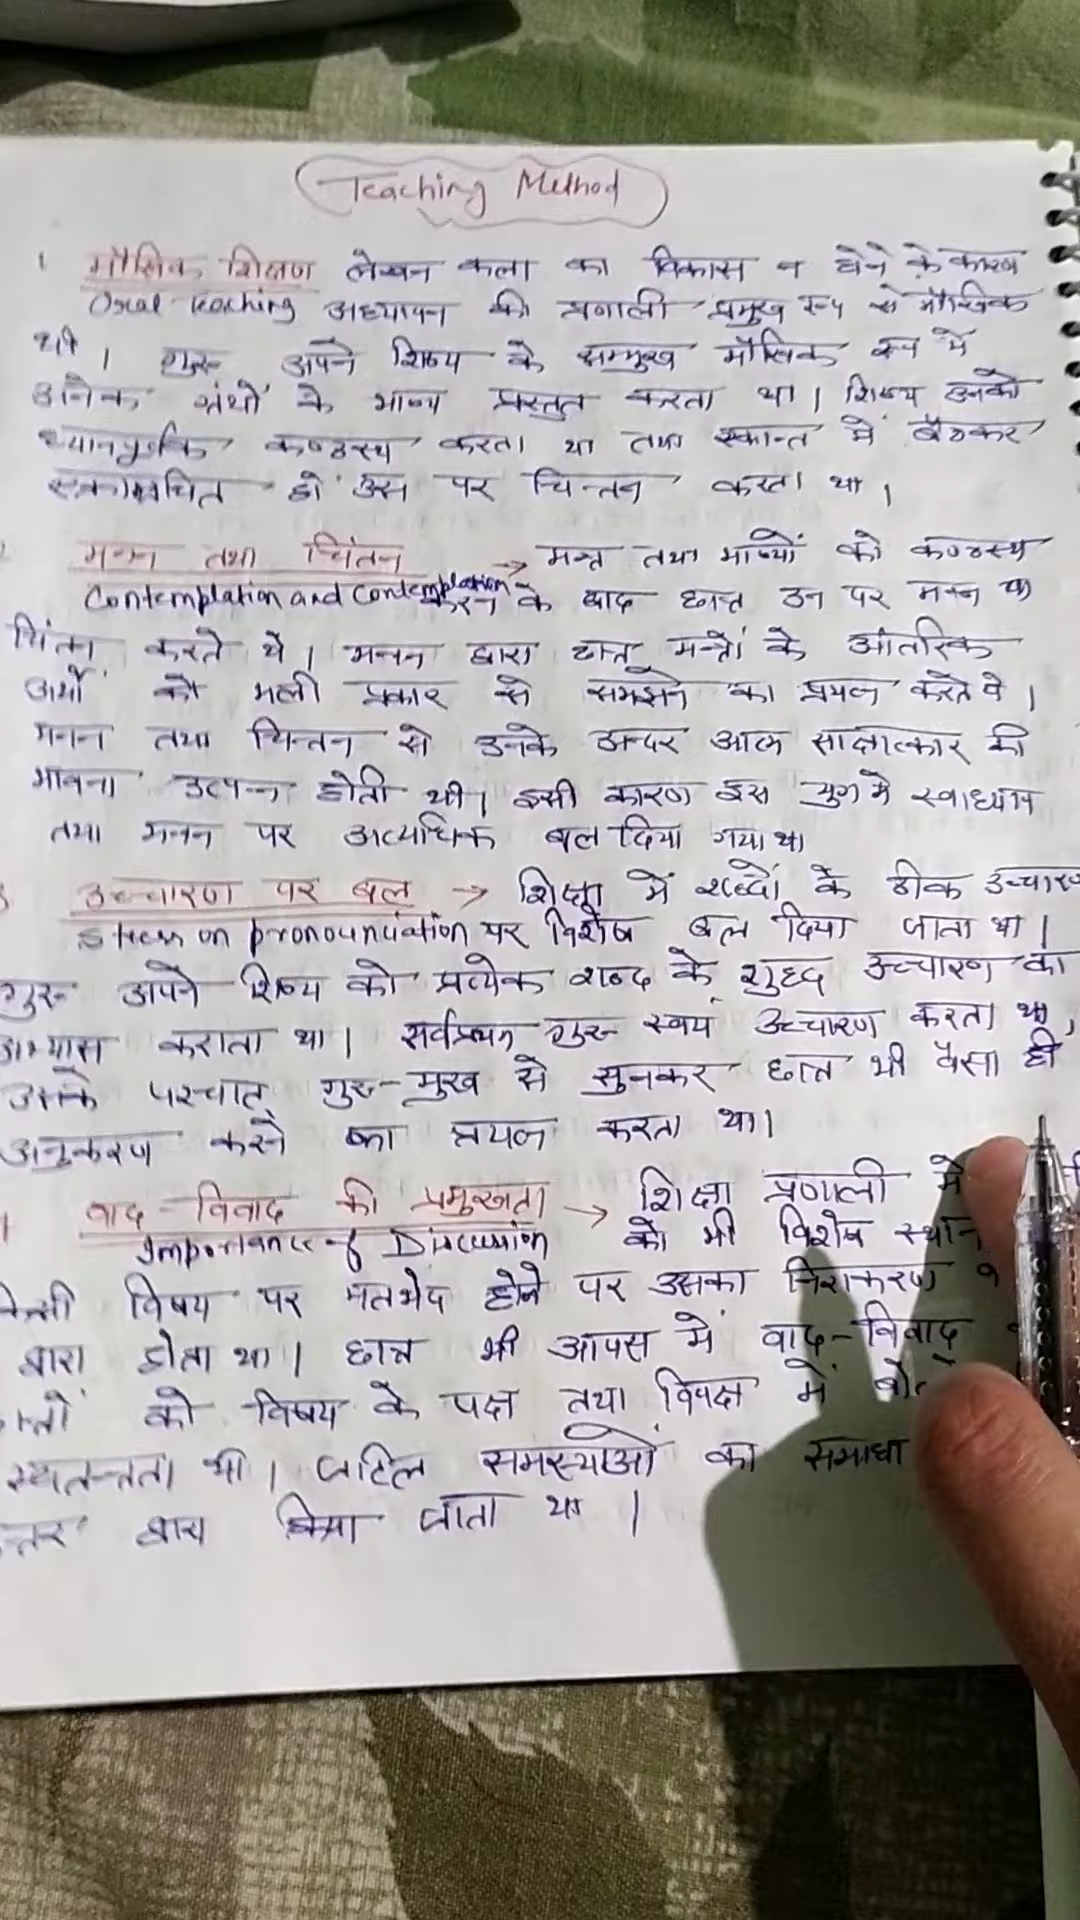 Teaching Method
1 मौखिक शिक्षण लेखन कला का विकास न होने के कारण
Oral Teaching अध्यापन की प्रणाली प्रमुख रूप से मौखिक
थी । गुरू अपने शिष्य के सम्मुख मौखिक रूप में
अनेक ग्रंथों के भाष्य प्रस्तुत करता था । शिष्य उनको
ध्यानपूर्वक कण्ठस्थ करता था तथा एकान्त में बैठकर
एकाग्रचित हो उस पर चिन्तन करता था ।
मनन तथा चिंतन → मन्त्र तथा भाष्यों को कण्ठस्थ
Contemplation and Contemplation करने के बाद छात्र उन पर मनन या
चिंतन करते थे । मनन द्वारा छात्र मन्त्रों के आंतरिक
अर्थों को भली प्रकार से समझने का प्रयत्न करते थे ।
मनन तथा चिन्तन से उनके अन्दर आत्म साक्षात्कार की
भावना उत्पन्न होती थी । इसी कारण इस युग मे स्वाध्याय
तथा मनन पर अत्यधिक बल दिया गया था
3 उच्चारण पर बल → शिक्षा में शब्दों के ठीक उच्चारण
Stress on pronounciation पर विशेष बल दिया जाता था ।
गुरू अपने शिष्य को प्रत्येक शब्द के शुद्ध उच्चारण का
अभ्यास कराता था । सर्वप्रथम गुरू स्वयं उच्चारण करता था,
उसके पश्चात् गुरू-मुख से सुनकर छात्र भी वैसा ही
अनुकरण करने का प्रयत्न करता था।
वाद-विवाद की प्रमुखता → शिक्षा प्रणाली मे
Importance of Discussion को भी विशेष स्थान
किसी विषय पर मतभेद होने पर उसका निराकरण
द्वारा होता था । छात्र भी आपस में वाद-विवाद
को विषय के पक्ष तथा विपक्ष में
स्वतन्त्रता थी । जटिल समस्याओं का
द्वारा किया जाता था ।